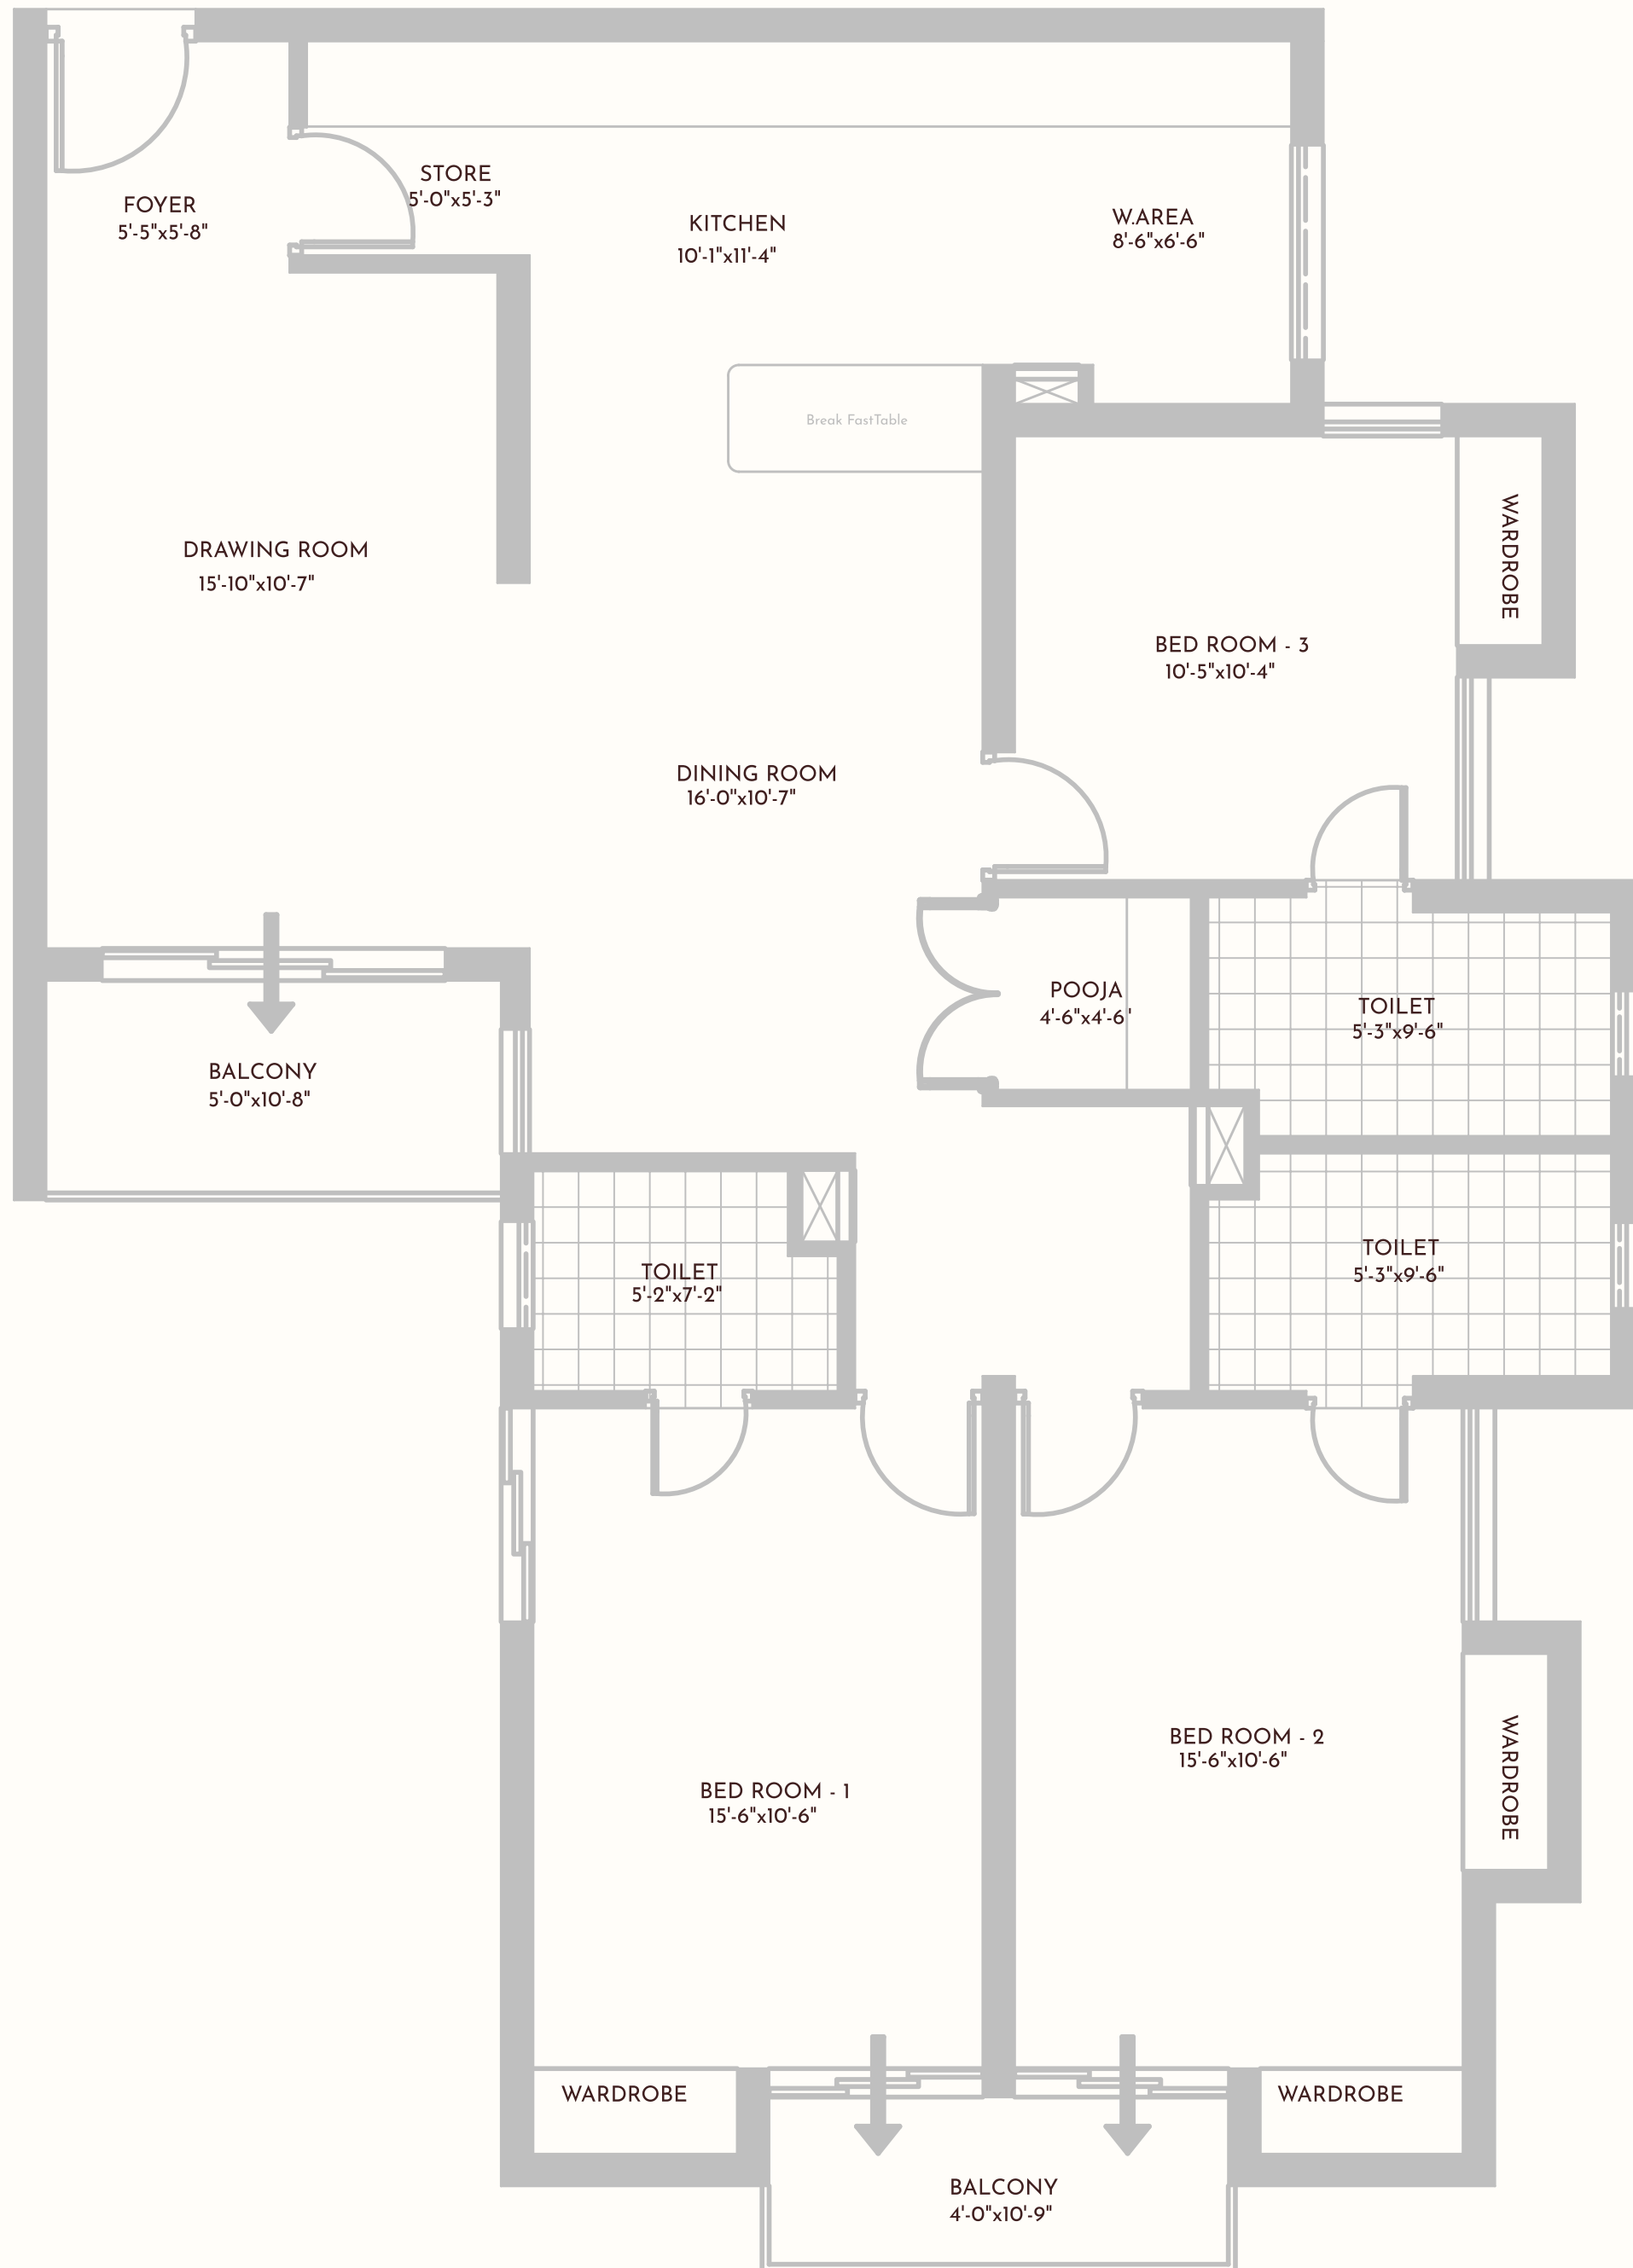 STORE
5'-0"x5'-3"
FOYER
5'-5"x5'-8"
KITCHEN
10'-1"x11'-4"
W.AREA
8'-6"x6'-6"
Break FastTable
WARDROBE
DRAWING ROOM
15'-10"x10'-7"
BED ROOM - 3
10'-5"x10'-4"
DINING ROOM
16'-0"x10'-7"
POOJA
4'-6"x4'-6'
TOILET
5'-3"x9'-6"
BALCONY
5'-0"x10'-8"
TOILET
5'-3"x9'-6"
TOILET
5'-2"x7'-2"
BED ROOM - 2
15'-6"x10'-6"
WARDROBE
BED ROOM - 1
15'-6"x10'-6"
WARDROBE
WARDROBE
BALCONY
4'-0"x10'-9"